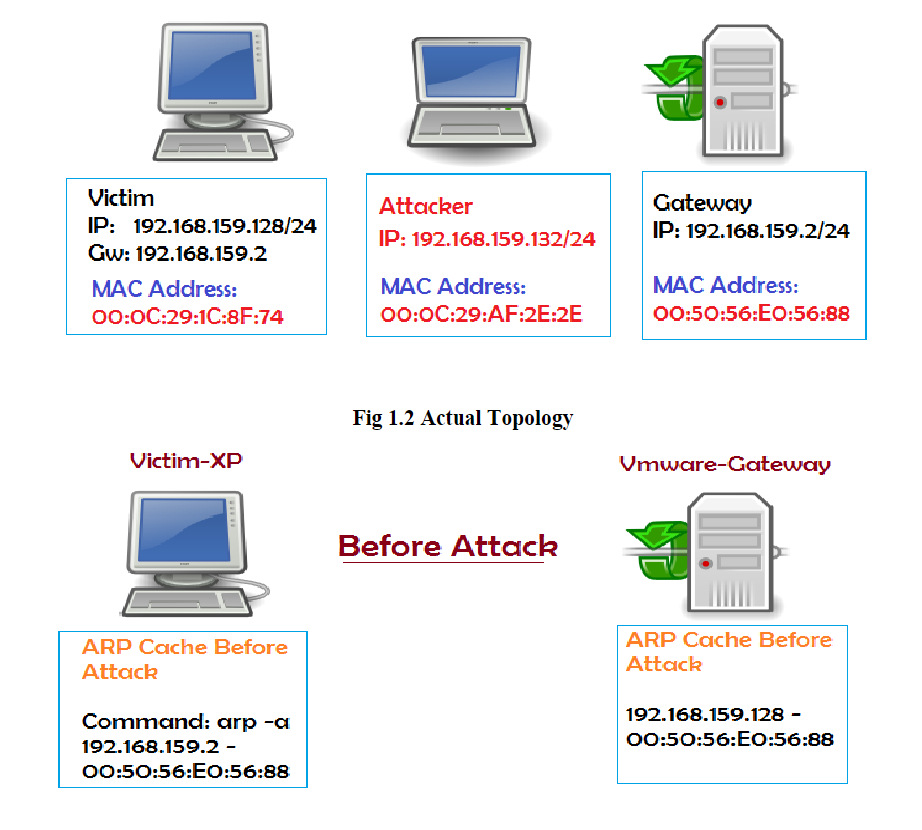 Victim
IP: 192.168.159.128/24
Gw: 192.168.159.2
MAC Address:
00:0C:29:1C:8F:74
Attacker
IP: 192.168.159.132/24
MAC Address:
00:0C:29:AF:2E:2E
Gateway
IP: 192.168.159.2/24
MAC Address:
00:50:56:E0:56:88
Fig 1.2 Actual Topology
Victim-XP
Before Attack
Vmware-Gateway
ARP Cache Before
Attack
Command: arp -a
192.168.159.2 -
00:50:56:E0:56:88
ARP Cache Before
Attack
192.168.159.128 -
00:50:56:E0:56:88